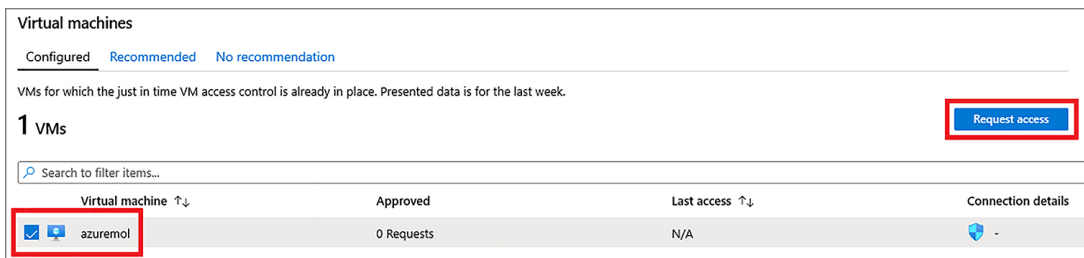 Virtual machines
Configured Recommended No recommendation
VMs for which the just in time VM access control is already in place. Presented data is for the last week.
1 VMs
Request access
Search to filter items...
Virtual machine ↑↓ Approved Last access ↑↓ Connection details
azuremol 0 Requests N/A -